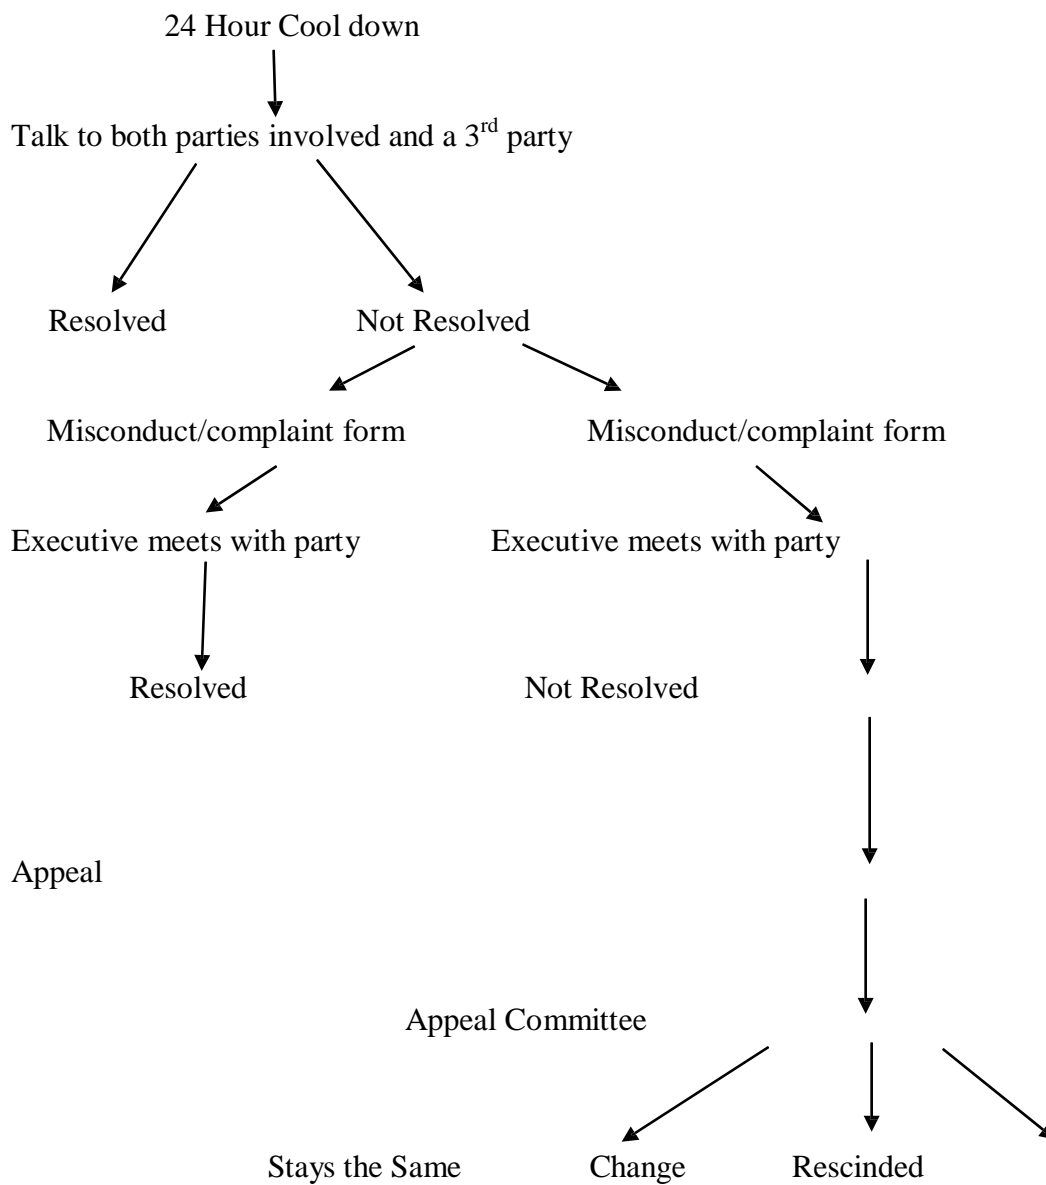 24 Hour Cool down
Talk to both parties involved and a 3rd party
Resolved Not Resolved
Misconduct/complaint form Misconduct/complaint form
Executive meets with party Executive meets with party
Resolved Not Resolved
Appeal
Appeal Committee
Stays the Same Change Rescinded